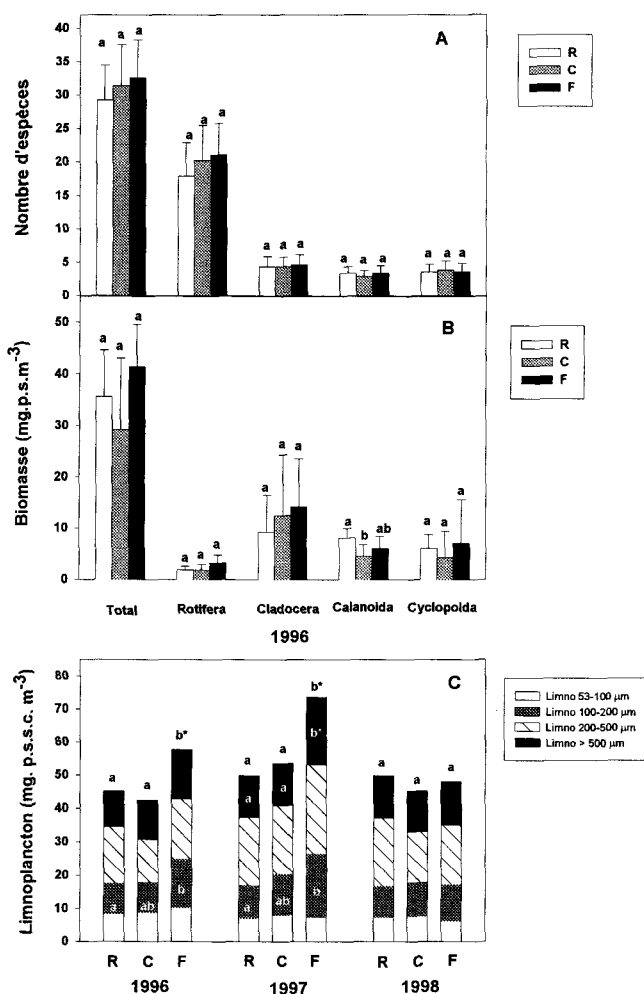 A
R
C
F
Nombre d'espèces
40
35
30
25
20
15
10
5
0
a a a
a a a
a a a
a a a
a a a
B
R
C
F
Biomasse (mg.p.s.m-3)
50
40
30
20
10
0
a a a
a a a
a a a
a b ab
a a a
Total Rotifera Cladocera Calanoida Cyclopoida
1996
C
Limno 53-100 µm
Limno 100-200 µm
Limno 200-500 µm
Limno > 500 µm
Limnoplancton (mg. p.s.s.c. m-3)
80
70
60
50
40
30
20
10
0
a a b*
a a b*
a a a
a ab b
a a b*
a ab b
R C F R C F R C F
1996 1997 1998